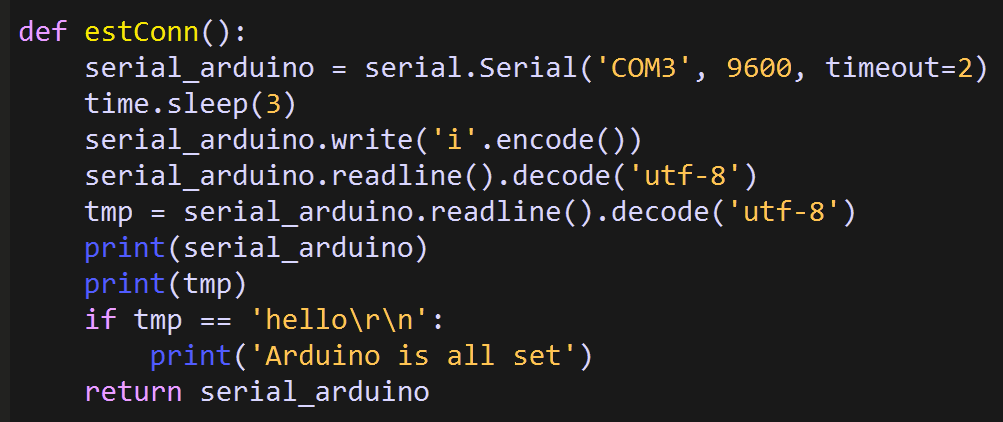 def estConn():
    serial_arduino = serial.Serial('COM3', 9600, timeout=2)
    time.sleep(3)
    serial_arduino.write('i'.encode())
    serial_arduino.readline().decode('utf-8')
    tmp = serial_arduino.readline().decode('utf-8')
    print(serial_arduino)
    print(tmp)
    if tmp == 'hello\r\n':
        print('Arduino is all set')
    return serial_arduino